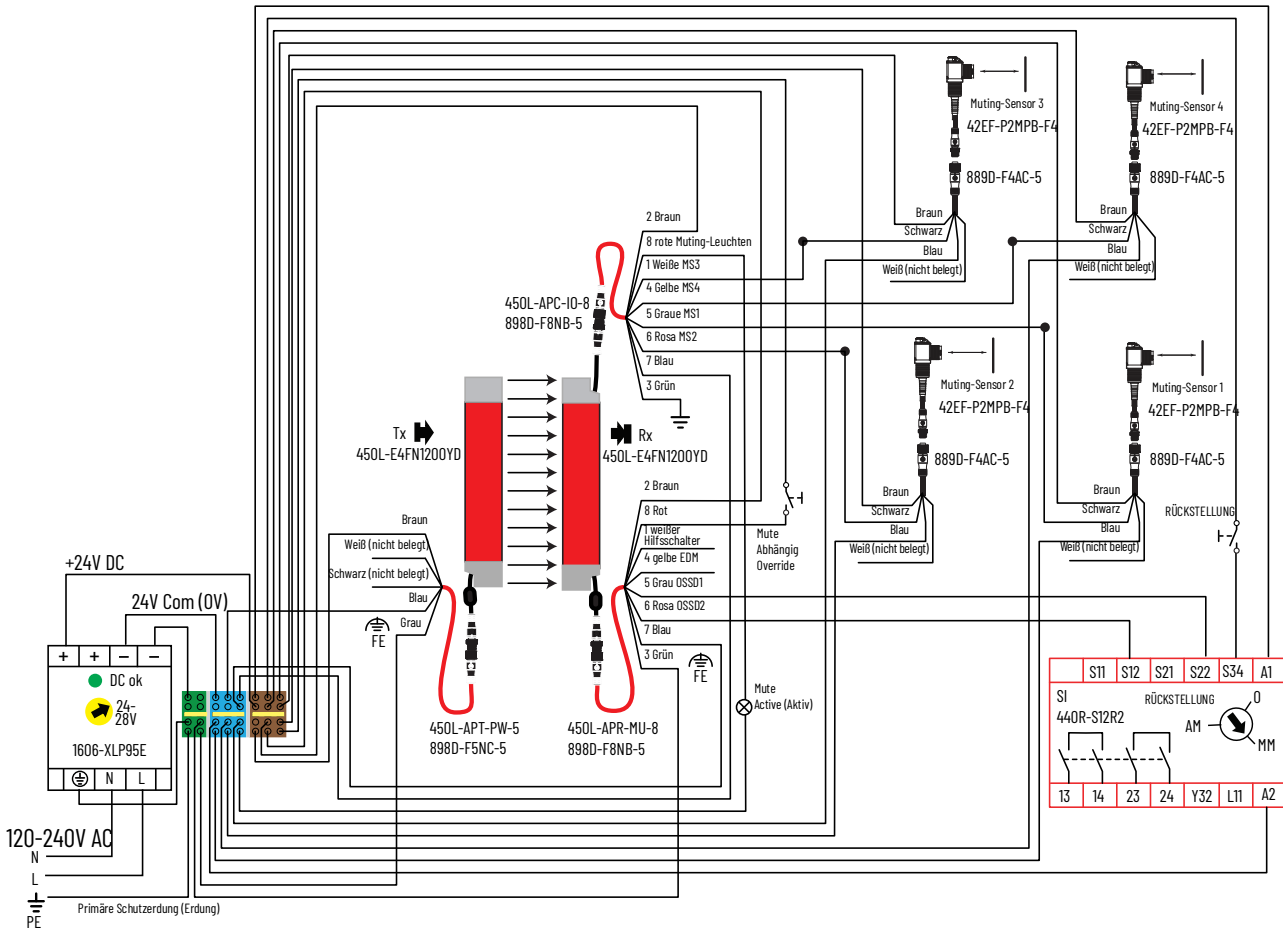 Muting-Sensor 3
42EF-P2MPB-F4
889D-F4AC-5
Braun
Schwarz
Blau
Weiß (nicht belegt)
Muting-Sensor 4
42EF-P2MPB-F4
889D-F4AC-5
Braun
Schwarz
Blau
Weiß (nicht belegt)
2 Braun
8 rote Muting-Leuchten
1 Weiße MS3
4 Gelbe MS4
5 Graue MS1
6 Rosa MS2
7 Blau
3 Grün
450L-APC-IO-8
898D-F8NB-5
Muting-Sensor 2
42EF-P2MPB-F4
889D-F4AC-5
Braun
Schwarz
Blau
Weiß (nicht belegt)
Muting-Sensor 1
42EF-P2MPB-F4
889D-F4AC-5
Braun
Schwarz
Blau
Weiß (nicht belegt)
Tx
450L-E4FN1200YD
Rx
450L-E4FN1200YD
2 Braun
8 Rot
1 weißer
Hilfsschalter
4 gelbe EDM
5 Grau OSSD1
6 Rosa OSSD2
7 Blau
3 Grün
FE
Mute
Abhängig
Override
RÜCKSTELLUNG
Braun
Weiß (nicht belegt)
Schwarz (nicht belegt)
Blau
Grau
FE
+24V DC
24V Com (0V)
+ + − −
DC ok
24-
28V
1606-XLP95E
N L
450L-APT-PW-5
898D-F5NC-5
450L-APR-MU-8
898D-F8NB-5
Mute
Active (Aktiv)
S11 S12 S21 S22 S34 A1
SI
440R-S12R2
RÜCKSTELLUNG
0
AM
MM
13 14 23 24 Y32 L11 A2
120-240V AC
N
L
PE
Primäre Schutzerdung (Erdung)